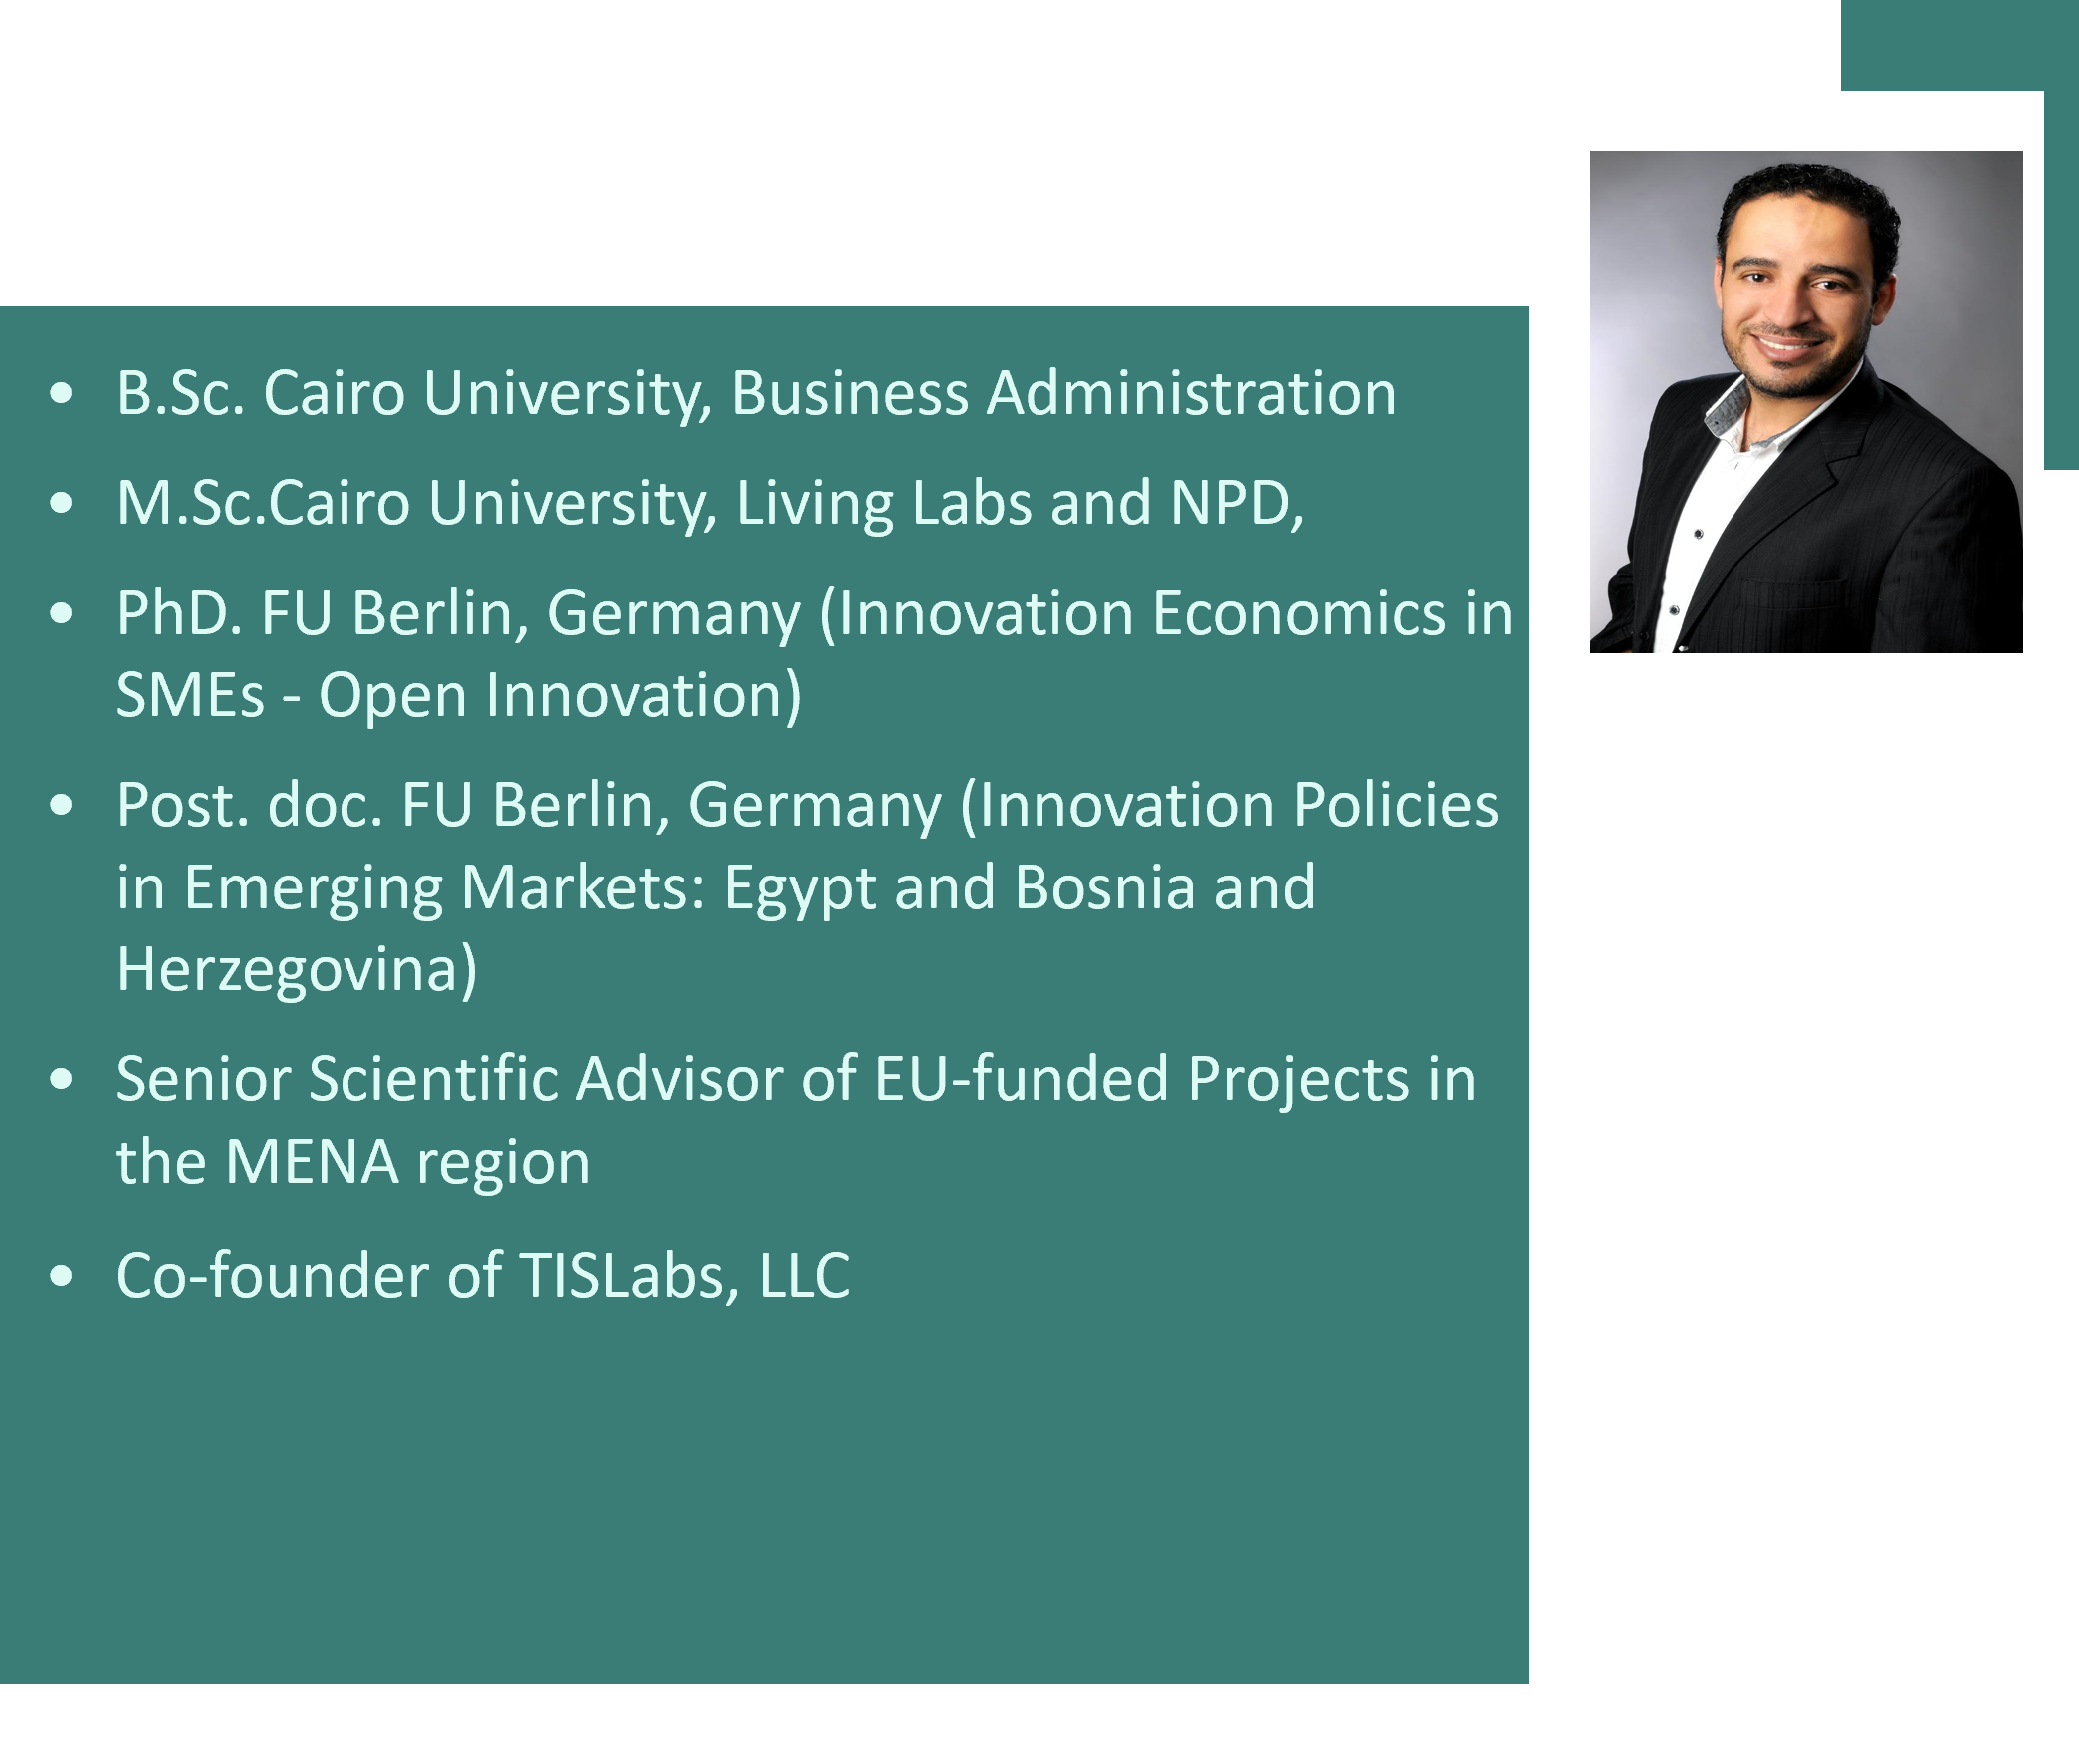 • B.Sc. Cairo University, Business Administration
• M.Sc.Cairo University, Living Labs and NPD,
• PhD. FU Berlin, Germany (Innovation Economics in
SMEs - Open Innovation)
• Post. doc. FU Berlin, Germany (Innovation Policies
in Emerging Markets: Egypt and Bosnia and
Herzegovina)
• Senior Scientific Advisor of EU-funded Projects in
the MENA region
• Co-founder of TISLabs, LLC